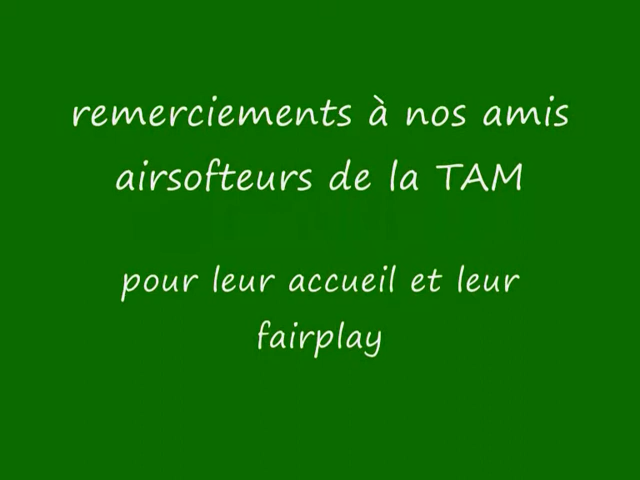 remerciements à nos amis
airsofteurs de la TAM
pour leur accueil et leur
fairplay